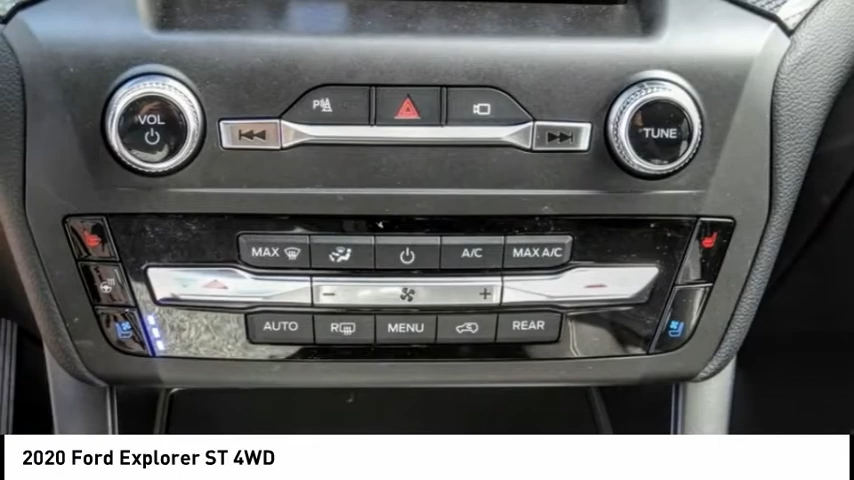 VOL
P
TUNE
MAX
A/C
MAX A/C
AUTO
R
MENU
REAR
2020 Ford Explorer ST 4WD